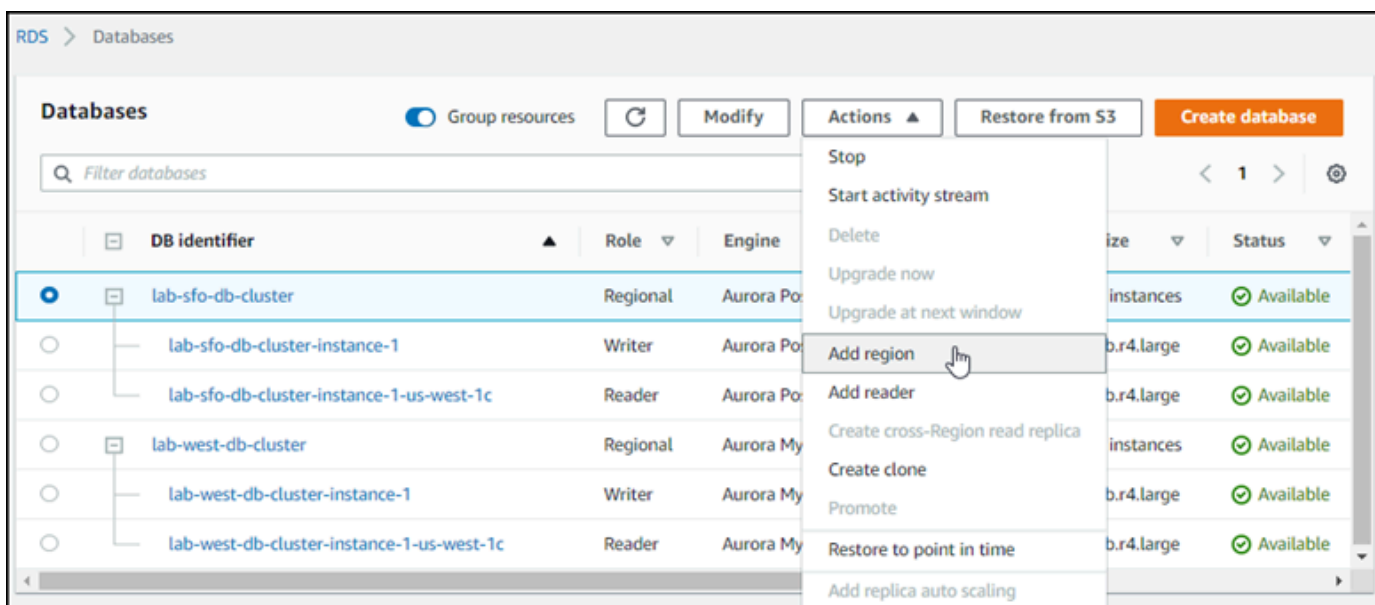 RDS > Databases
Databases
Group resources
Modify
Actions ▲
Restore from S3
Create database
Filter databases
< 1 >
Stop
Start activity stream
Delete
Upgrade now
Upgrade at next window
Add region
Add reader
Create cross-Region read replica
Create clone
Promote
Restore to point in time
Add replica auto scaling
DB identifier ▲ Role Engine ize Status
lab-sfo-db-cluster Regional Aurora Po instances Available
lab-sfo-db-cluster-instance-1 Writer Aurora Po b.r4.large Available
lab-sfo-db-cluster-instance-1-us-west-1c Reader Aurora Po b.r4.large Available
lab-west-db-cluster Regional Aurora My instances Available
lab-west-db-cluster-instance-1 Writer Aurora My b.r4.large Available
lab-west-db-cluster-instance-1-us-west-1c Reader Aurora My b.r4.large Available